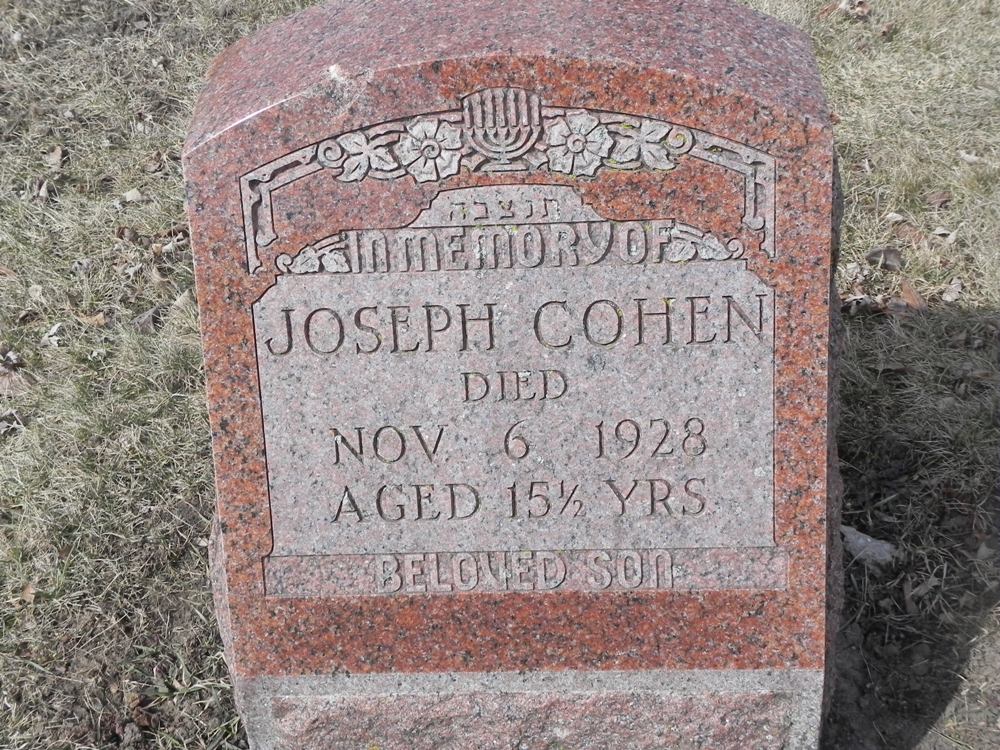 תנצבה
IN MEMORY OF
JOSEPH COHEN
DIED
NOV. 6 1928
AGED 15½ YRS
BELOVED SON